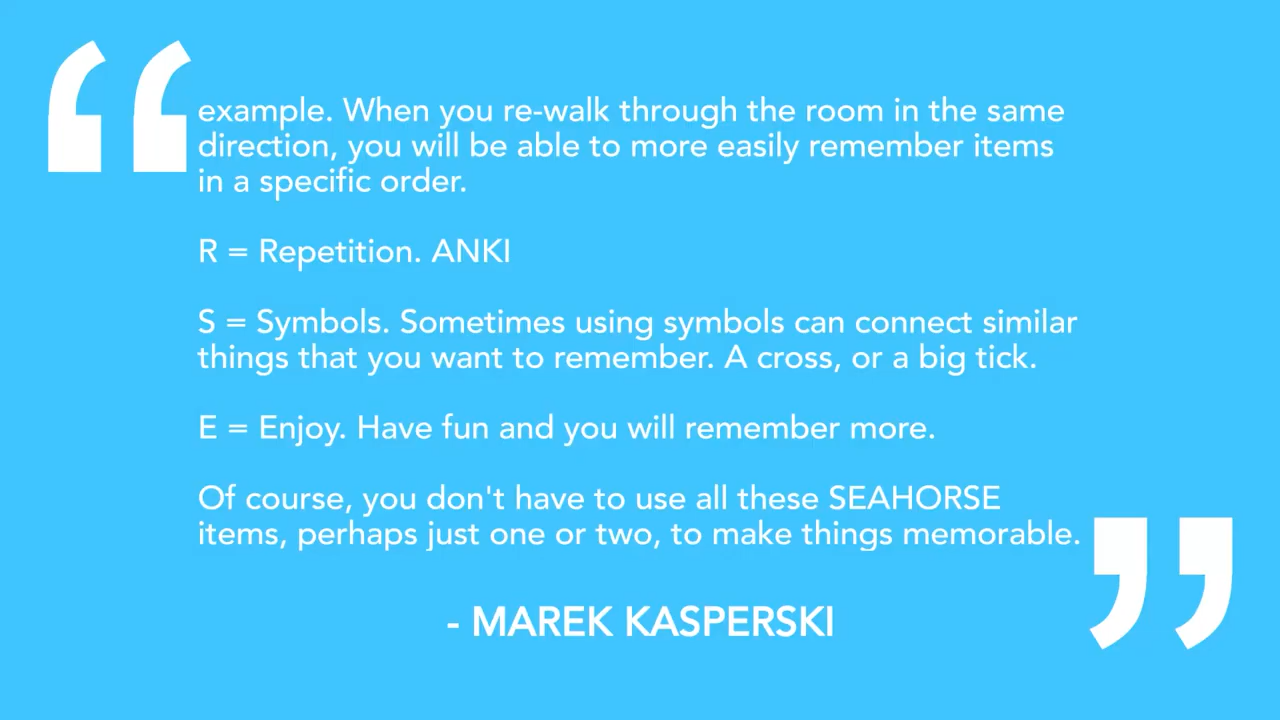 example. When you re-walk through the room in the same
direction, you will be able to more easily remember items
in a specific order.
R = Repetition. ANKI
S = Symbols. Sometimes using symbols can connect similar
things that you want to remember. A cross, or a big tick.
E = Enjoy. Have fun and you will remember more.
Of course, you don't have to use all these SEAHORSE
items, perhaps just one or two, to make things memorable.
- MAREK KASPERSKI